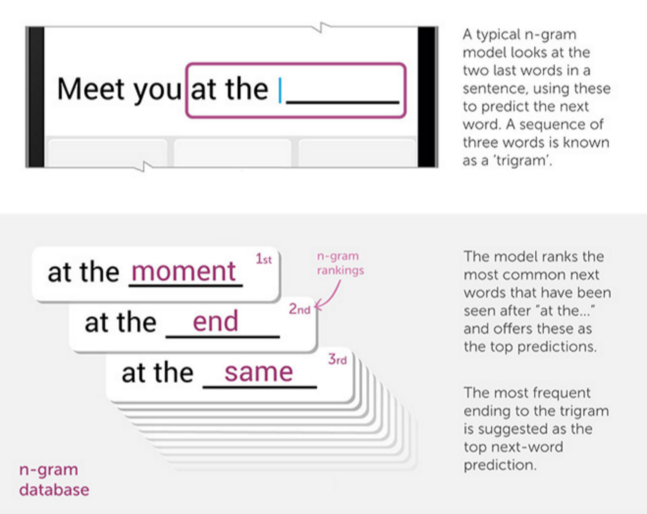 Meet you at the
A typical n-gram
model looks at the
two last words in a
sentence, using these
to predict the next
word. A sequence of
three words is known
as a 'trigram'.
at the moment 1st
n-gram
rankings
at the end 2nd
at the same 3rd
n-gram
database
The model ranks the
most common next
words that have been
seen after "at the..."
and offers these as
the top predictions.
The most frequent
ending to the trigram
is suggested as the
top next-word
prediction.